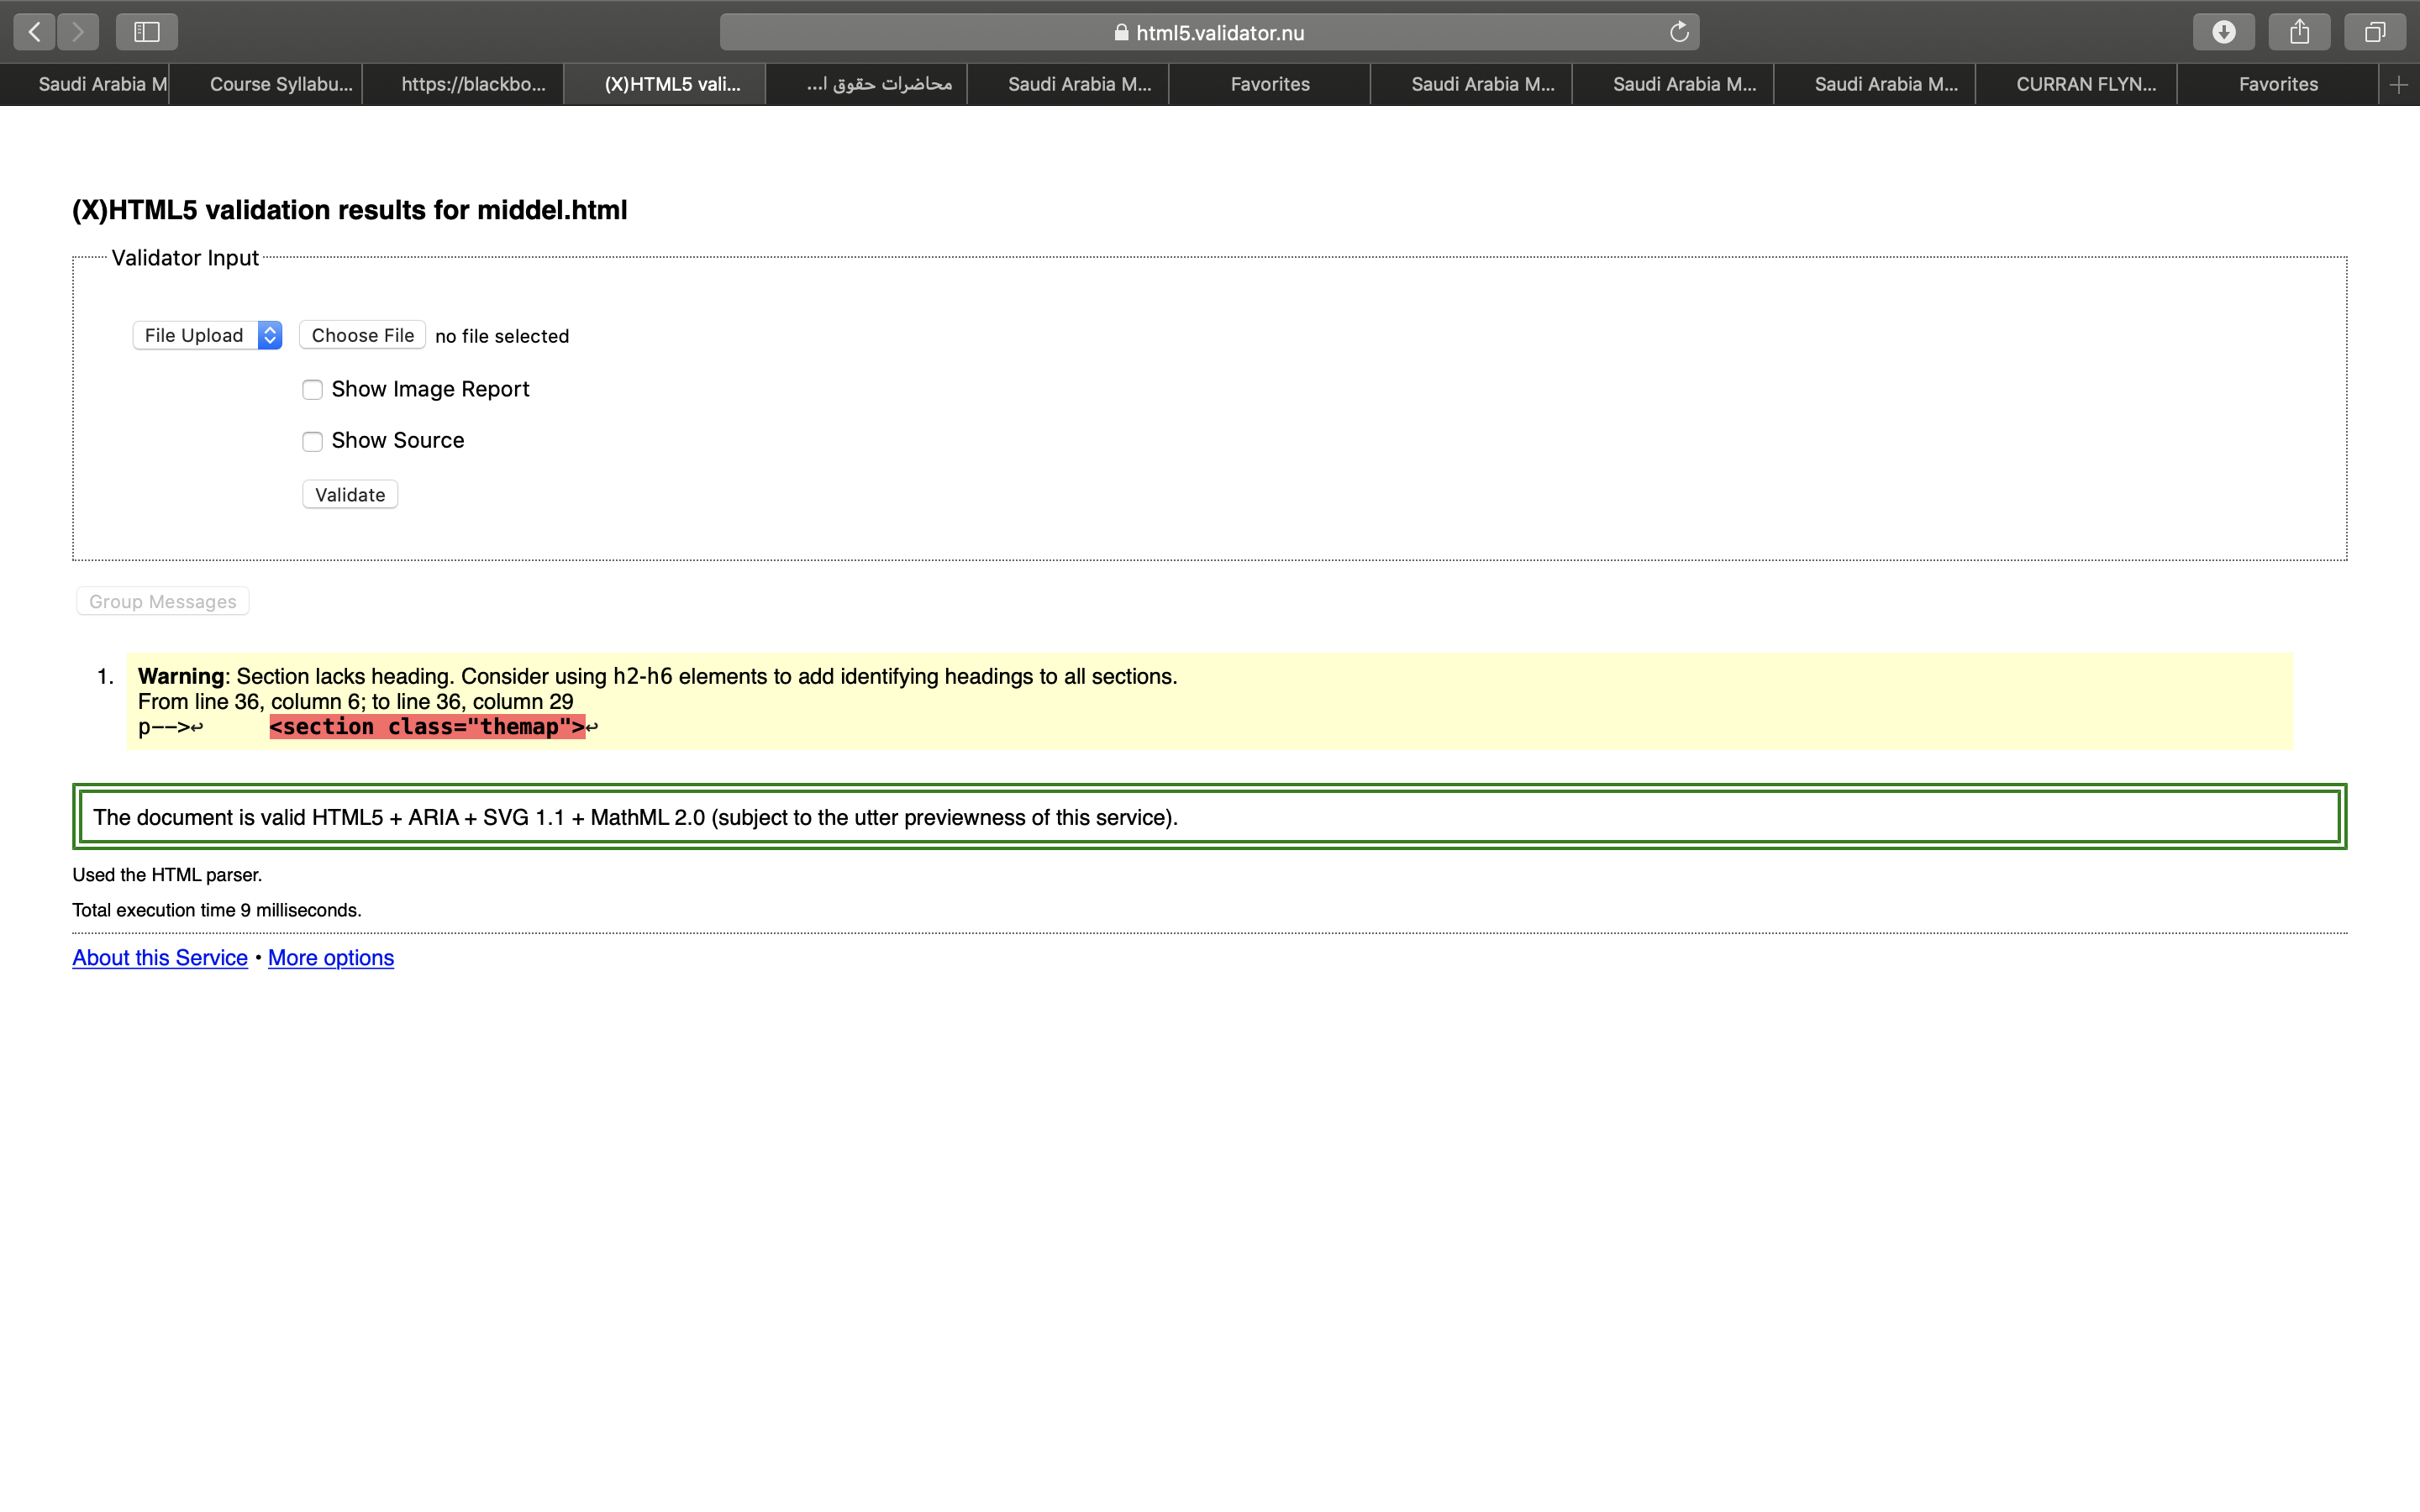 html5.validator.nu
Saudi Arabia M
Course Syllabu...
https://blackbo...
(X)HTML5 vali...
محاضرات حقوق ا...
Saudi Arabia M...
Favorites
Saudi Arabia M...
Saudi Arabia M...
Saudi Arabia M...
CURRAN FLYN...
Favorites
(X)HTML5 validation results for middel.html
Validator Input
File Upload
Choose File no file selected
Show Image Report
Show Source
Validate
Group Messages
1. Warning: Section lacks heading. Consider using h2-h6 elements to add identifying headings to all sections.
From line 36, column 6; to line 36, column 29
p-->↩ <section class="themap">↩
The document is valid HTML5 + ARIA + SVG 1.1 + MathML 2.0 (subject to the utter previewness of this service).
Used the HTML parser.
Total execution time 9 milliseconds.
About this Service • More options